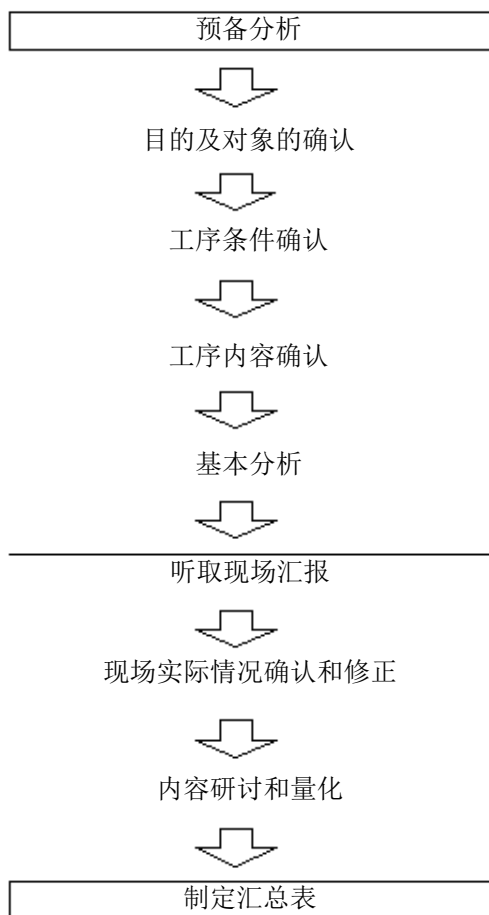 预备分析
目的及对象的确认
工序条件确认
工序内容确认
基本分析
听取现场汇报
现场实际情况确认和修正
内容研讨和量化
制定汇总表